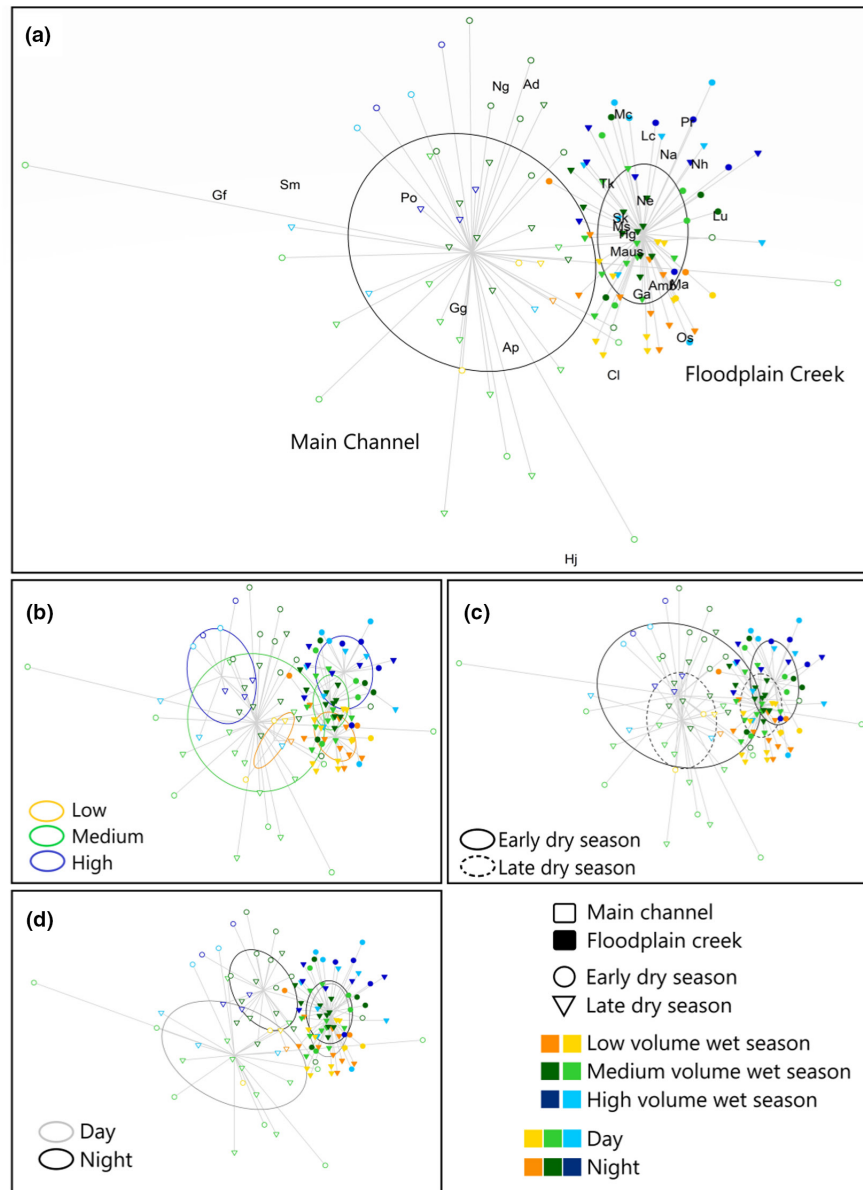 (a)
Ng Ad
Mc
Lc Pl
Na
Nh
Sm
Gf
Po
Tk
Ne
Lu
Sk
Ms
Hg
Maus
Amb
Ma
Ga
Gg
Ap
Os
Cl
Floodplain Creek
Main Channel
Hj
(b)
Low
Medium
High
(c)
Early dry season
Late dry season
(d)
Day
Night
Main channel
Floodplain creek
Early dry season
Late dry season
Low volume wet season
Medium volume wet season
High volume wet season
Day
Night